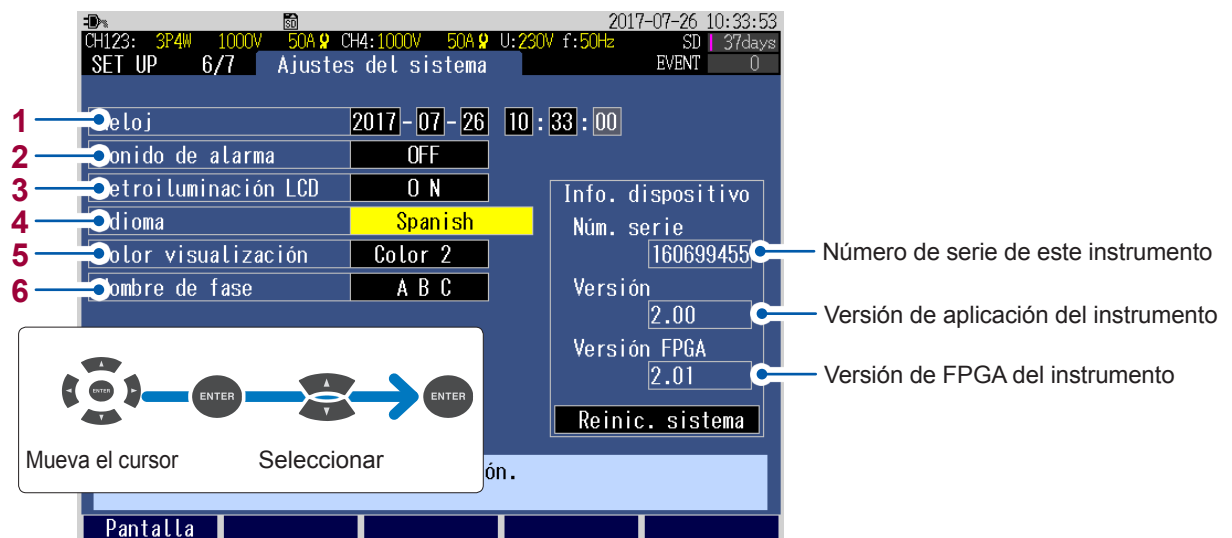 SD
2017-07-26 10:33:53
CH123: 3P4W 1000V 50A CH4:1000V 50A U:230V f:50Hz SD 37days
SET UP 6/7 Ajustes del sistema EVENT 0
1 eloj 2017-07-26 10:33:00
2 onido de alarma OFF
3 etroiluminación LCD ON
4 dioma Spanish
5 olor visualización Color 2
6 ombre de fase A B C
Info. dispositivo
Núm. serie
160699455 Número de serie de este instrumento
Versión
2.00 Versión de aplicación del instrumento
Versión FPGA
2.01 Versión de FPGA del instrumento
Reinic. sistema
ENTER ENTER ENTER
Mueva el cursor Seleccionar
ón.
Pantalla